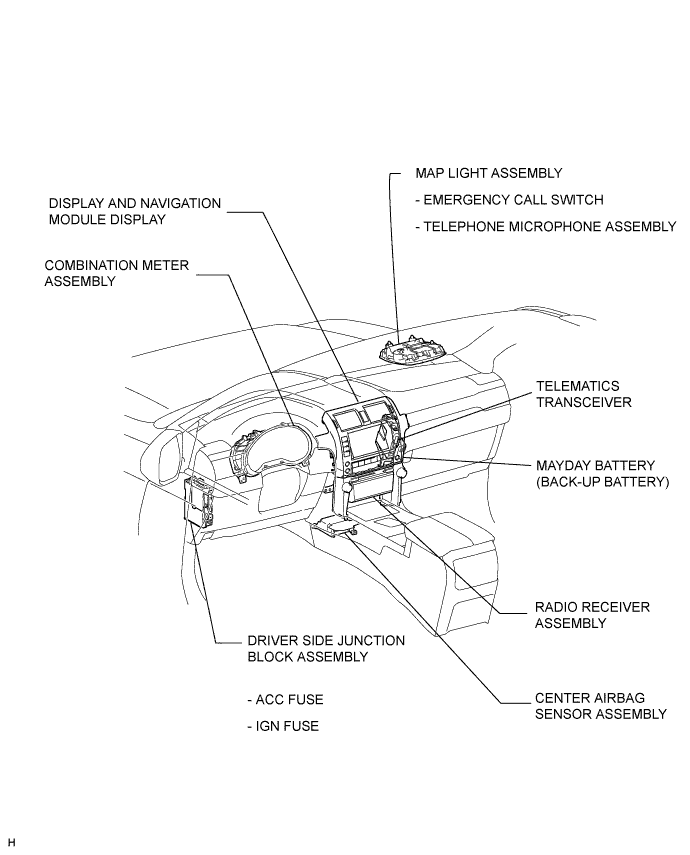 MAP LIGHT ASSEMBLY
- EMERGENCY CALL SWITCH
- TELEPHONE MICROPHONE ASSEMBLY
DISPLAY AND NAVIGATION
MODULE DISPLAY
COMBINATION METER
ASSEMBLY
TELEMATICS
TRANSCEIVER
MAYDAY BATTERY
(BACK-UP BATTERY)
RADIO RECEIVER
ASSEMBLY
DRIVER SIDE JUNCTION
BLOCK ASSEMBLY
- ACC FUSE
- IGN FUSE
CENTER AIRBAG
SENSOR ASSEMBLY
H